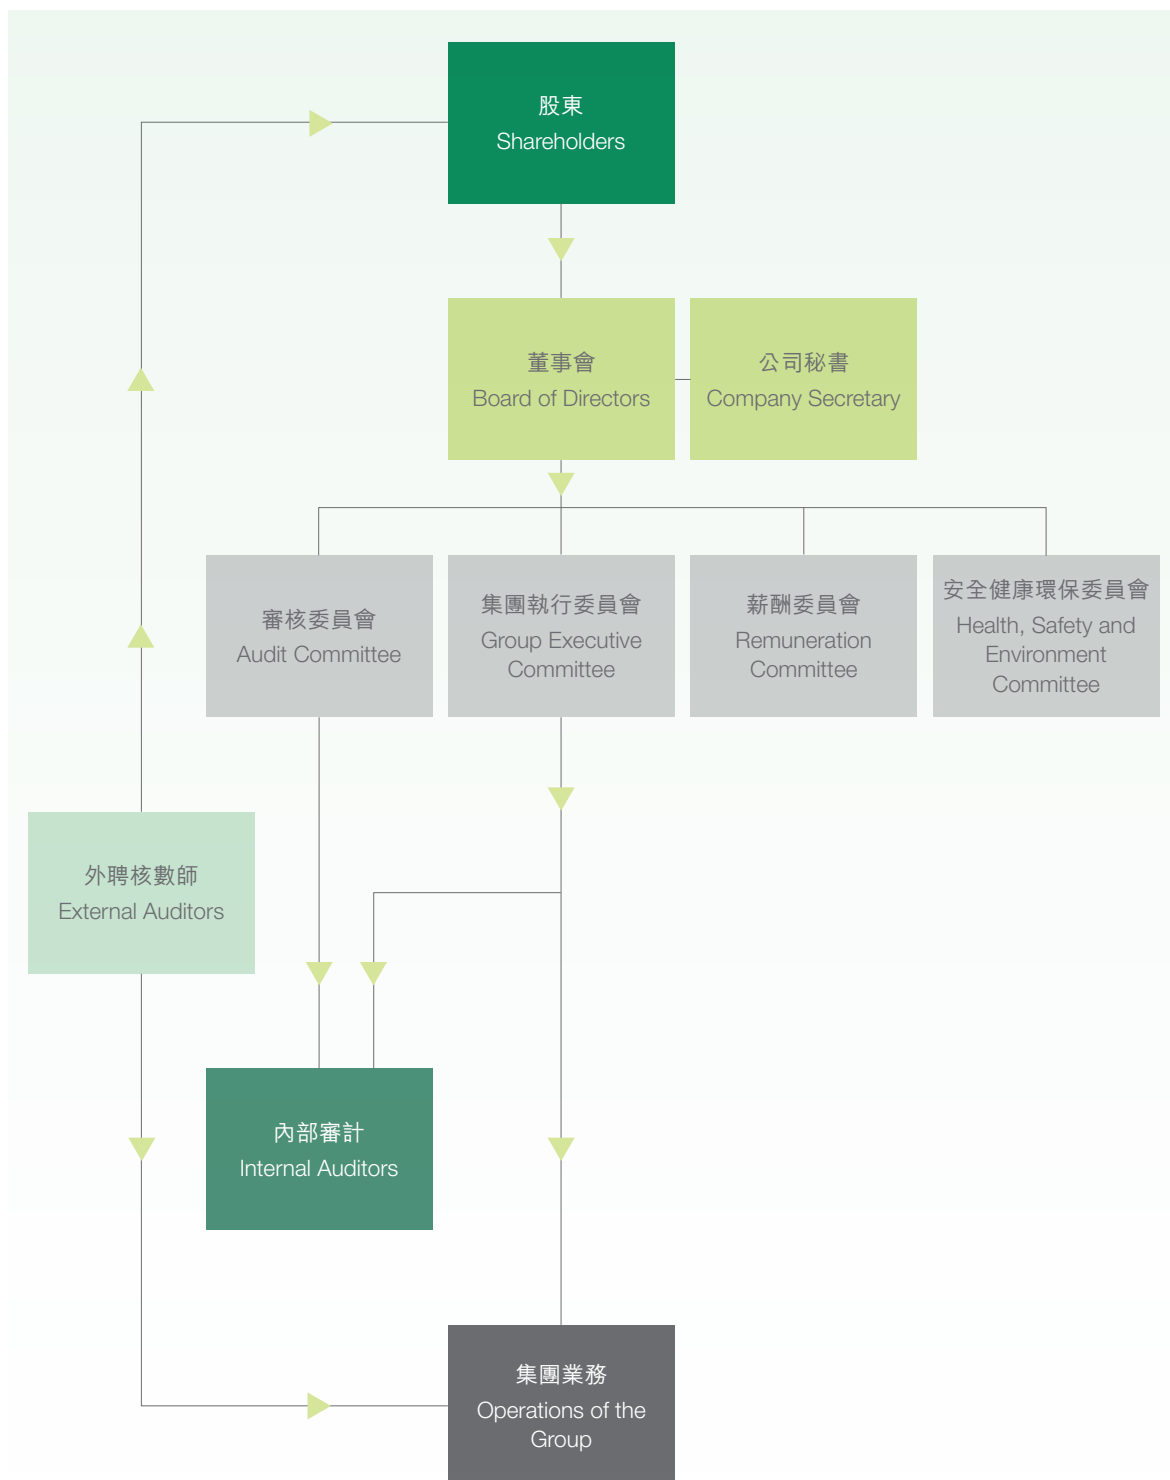 股東
Shareholders
董事會
Board of Directors
公司秘書
Company Secretary
審核委員會
Audit Committee
集團執行委員會
Group Executive
Committee
薪酬委員會
Remuneration
Committee
安全健康環保委員會
Health, Safety and
Environment
Committee
外聘核數師
External Auditors
內部審計
Internal Auditors
集團業務
Operations of the
Group